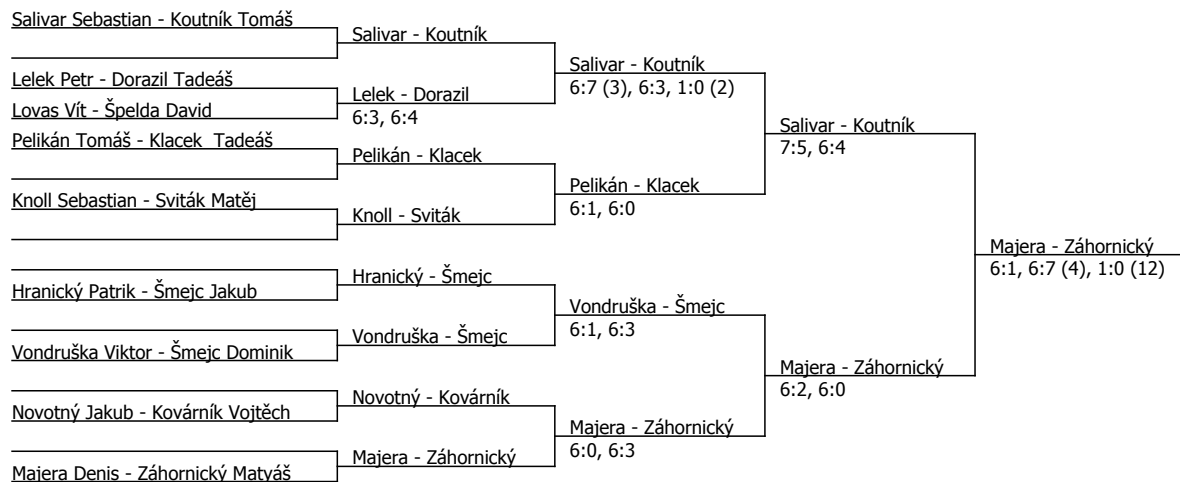 Salivar Sebastian - Koutník Tomáš
Lelek Petr - Dorazil Tadeáš
Lovas Vít - Špelda David
Pelikán Tomáš - Klacek  Tadeáš
Knoll Sebastian - Sviták Matěj
Hranický Patrik - Šmejc Jakub
Vondruška Viktor - Šmejc Dominik
Novotný Jakub - Kovárník Vojtěch
Majera Denis - Záhornický Matyáš
Salivar - Koutník
Lelek - Dorazil
6:3, 6:4
Pelikán - Klacek
Knoll - Sviták
Hranický - Šmejc
Vondruška - Šmejc
Novotný - Kovárník
Majera - Záhornický
Salivar - Koutník
6:7 (3), 6:3, 1:0 (2)
Pelikán - Klacek
6:1, 6:0
Vondruška - Šmejc
6:1, 6:3
Majera - Záhornický
6:0, 6:3
Salivar - Koutník
7:5, 6:4
Majera - Záhornický
6:2, 6:0
Majera - Záhornický
6:1, 6:7 (4), 1:0 (12)